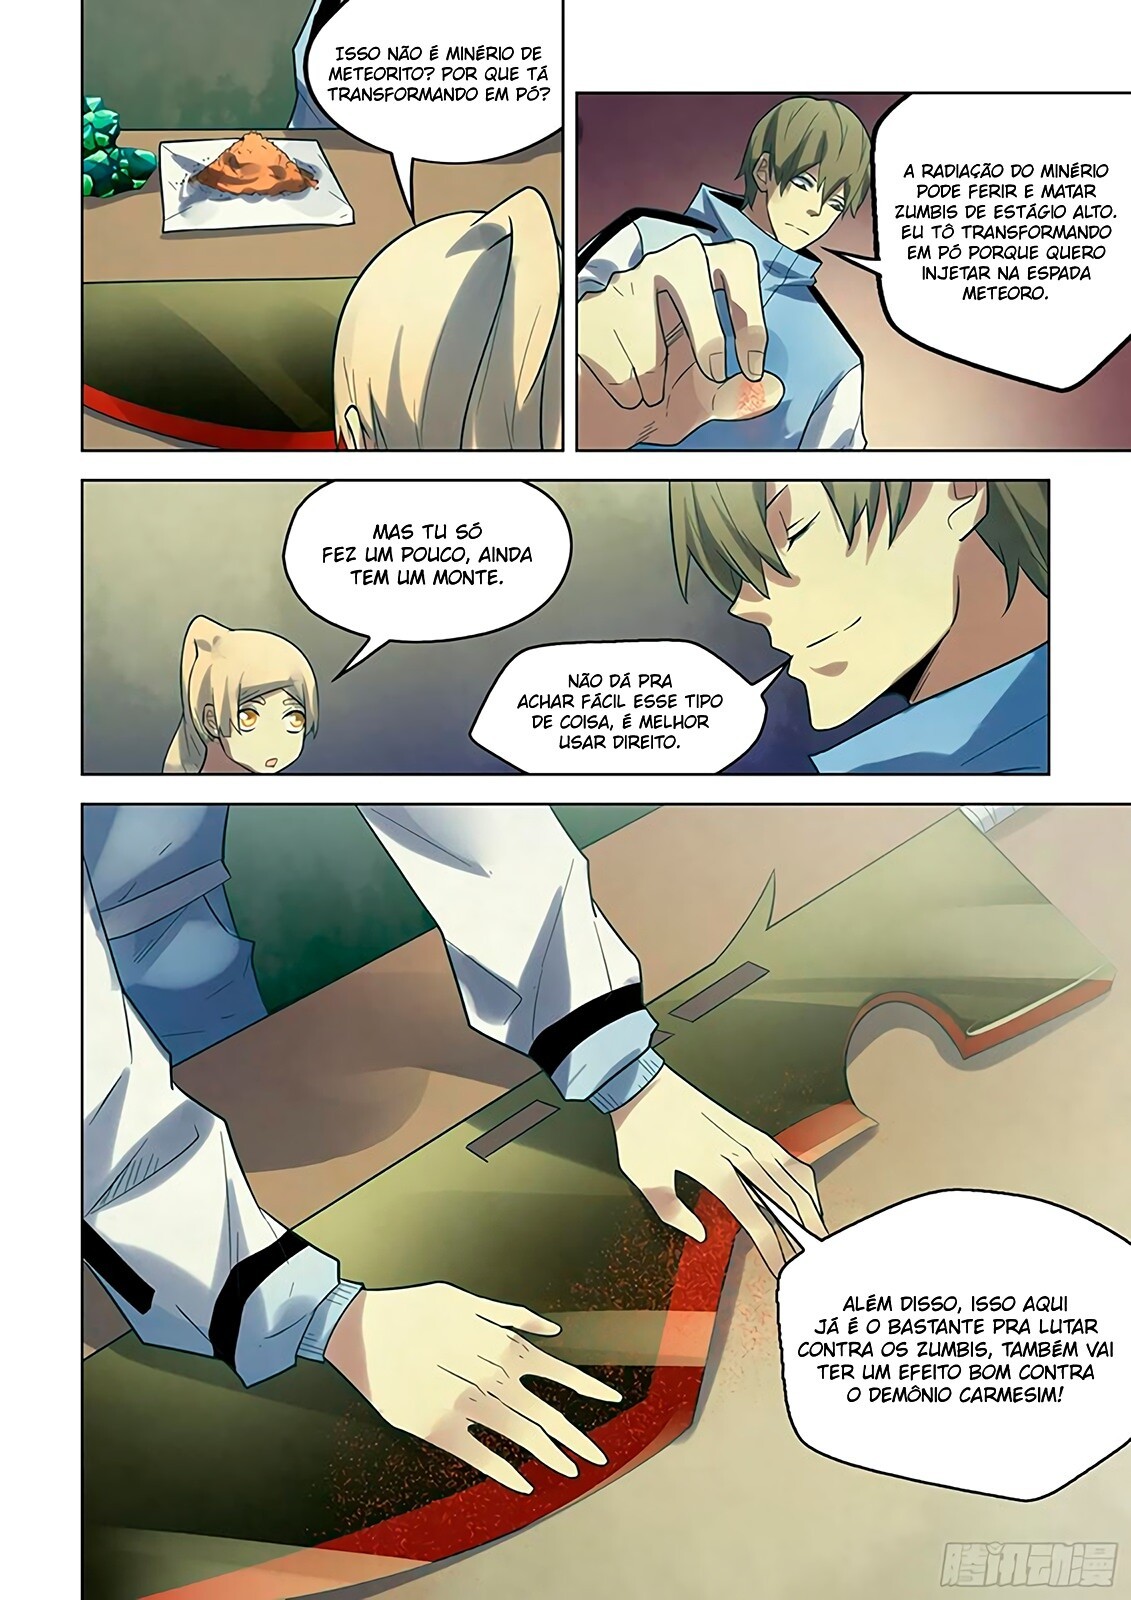 ISSO NÃO É MINÉRIO DE
METEORITO? POR QUE TÁ
TRANSFORMANDO EM PÓ?
A RADIAÇÃO DO MINÉRIO
PODE FERIR E MATAR
ZUMBIS DE ESTÁGIO ALTO.
EU TÔ TRANSFORMANDO
EM PÓ PORQUE QUERO
INJETAR NA ESPADA
METEORO.
MAS TU SÓ
FEZ UM POUCO, AINDA
TEM UM MONTE.
NÃO DÁ PRA
ACHAR FÁCIL ESSE TIPO
DE COISA, É MELHOR
USAR DIREITO.
ALÉM DISSO, ISSO AQUI
JÁ É O BASTANTE PRA LUTAR
CONTRA OS ZUMBIS, TAMBÉM VAI
TER UM EFEITO BOM CONTRA
O DEMÔNIO CARMESIM!
腾讯动漫